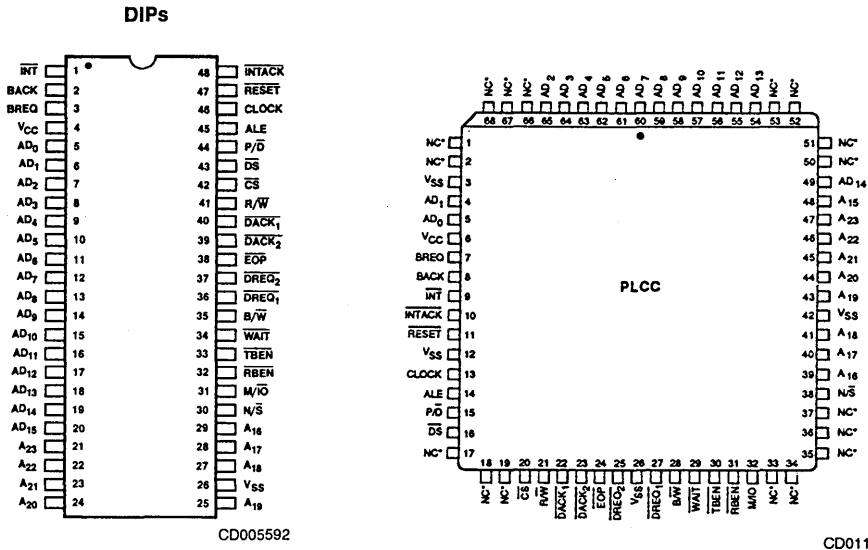 DIPs
INT 1 48 INTACK
BACK 2 47 RESET
BREQ 3 46 CLOCK
VCC 4 45 ALE
AD0 5 44 P/D
AD1 6 43 DS
AD2 7 42 CS
AD3 8 41 R/W
AD4 9 40 DACK1
AD5 10 39 DACK2
AD6 11 38 EOP
AD7 12 37 DREQ2
AD8 13 36 DREQ1
AD9 14 35 B/W
AD10 15 34 WAIT
AD11 16 33 TBEN
AD12 17 32 RBEN
AD13 18 31 M/IO
AD14 19 30 N/S
AD15 20 29 A16
A23 21 28 A17
A22 22 27 A18
A21 23 26 VSS
A20 24 25 A19
CD005592
NC* NC* NC* AD2 AD3 AD4 AD5 AD6 AD7 AD8 AD9 AD10 AD11 AD12 AD13 NC* NC*
68 67 66 65 64 63 62 61 60 59 58 57 56 55 54 53 52
NC* 1 51 NC*
NC* 2 50 NC*
VSS 3 49 AD14
AD1 4 48 A15
AD0 5 47 A23
VCC 6 46 A22
BREQ 7 45 A21
BACK 8 44 A20
PLCC
INT 9 43 A19
INTACK 10 42 VSS
RESET 11 41 A18
VSS 12 40 A17
CLOCK 13 39 A16
ALE 14 38 N/S
P/D 15 37 NC*
DS 16 36 NC*
NC* 17 35 NC*
18 19 20 21 22 23 24 25 26 27 28 29 30 31 32 33 34
NC* NC* CS R/W DACK1 DACK2 EOP DREQ2 VSS DREQ1 B/W WAIT TBEN RBEN M/IO NC* NC*
CD011